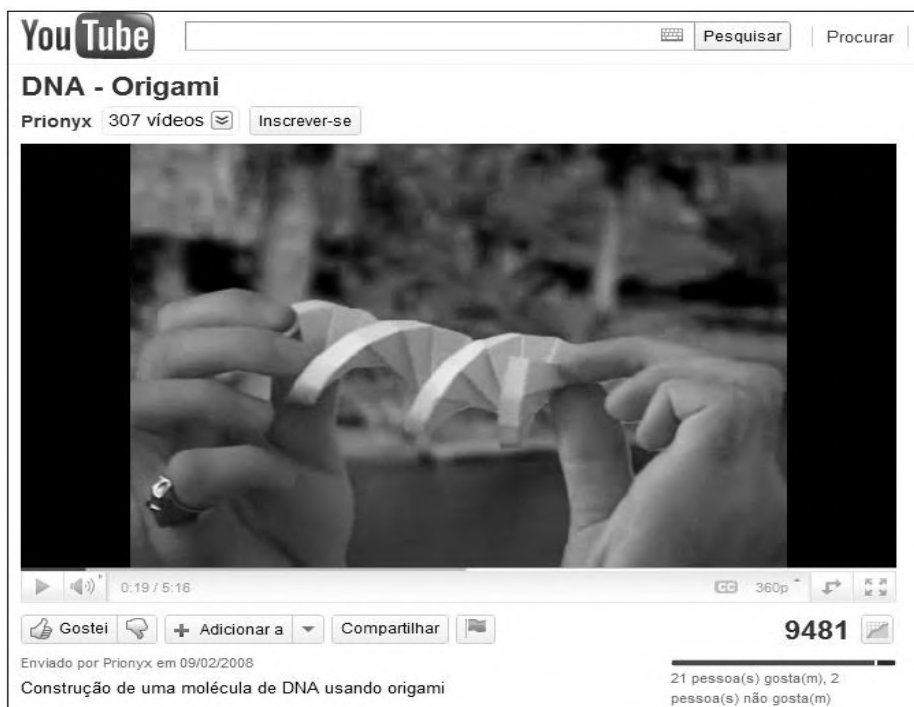 YouTube Pesquisar Procurar
DNA - Origami
Prionyx 307 vídeos Inscrever-se
0:19 / 5:16 CC 360p
Gostei Adicionar a Compartilhar 9481
Enviado por Prionyx em 09/02/2008
Construção de uma molécula de DNA usando origami
21 pessoa(s) gosta(m), 2
pessoa(s) não gosta(m)